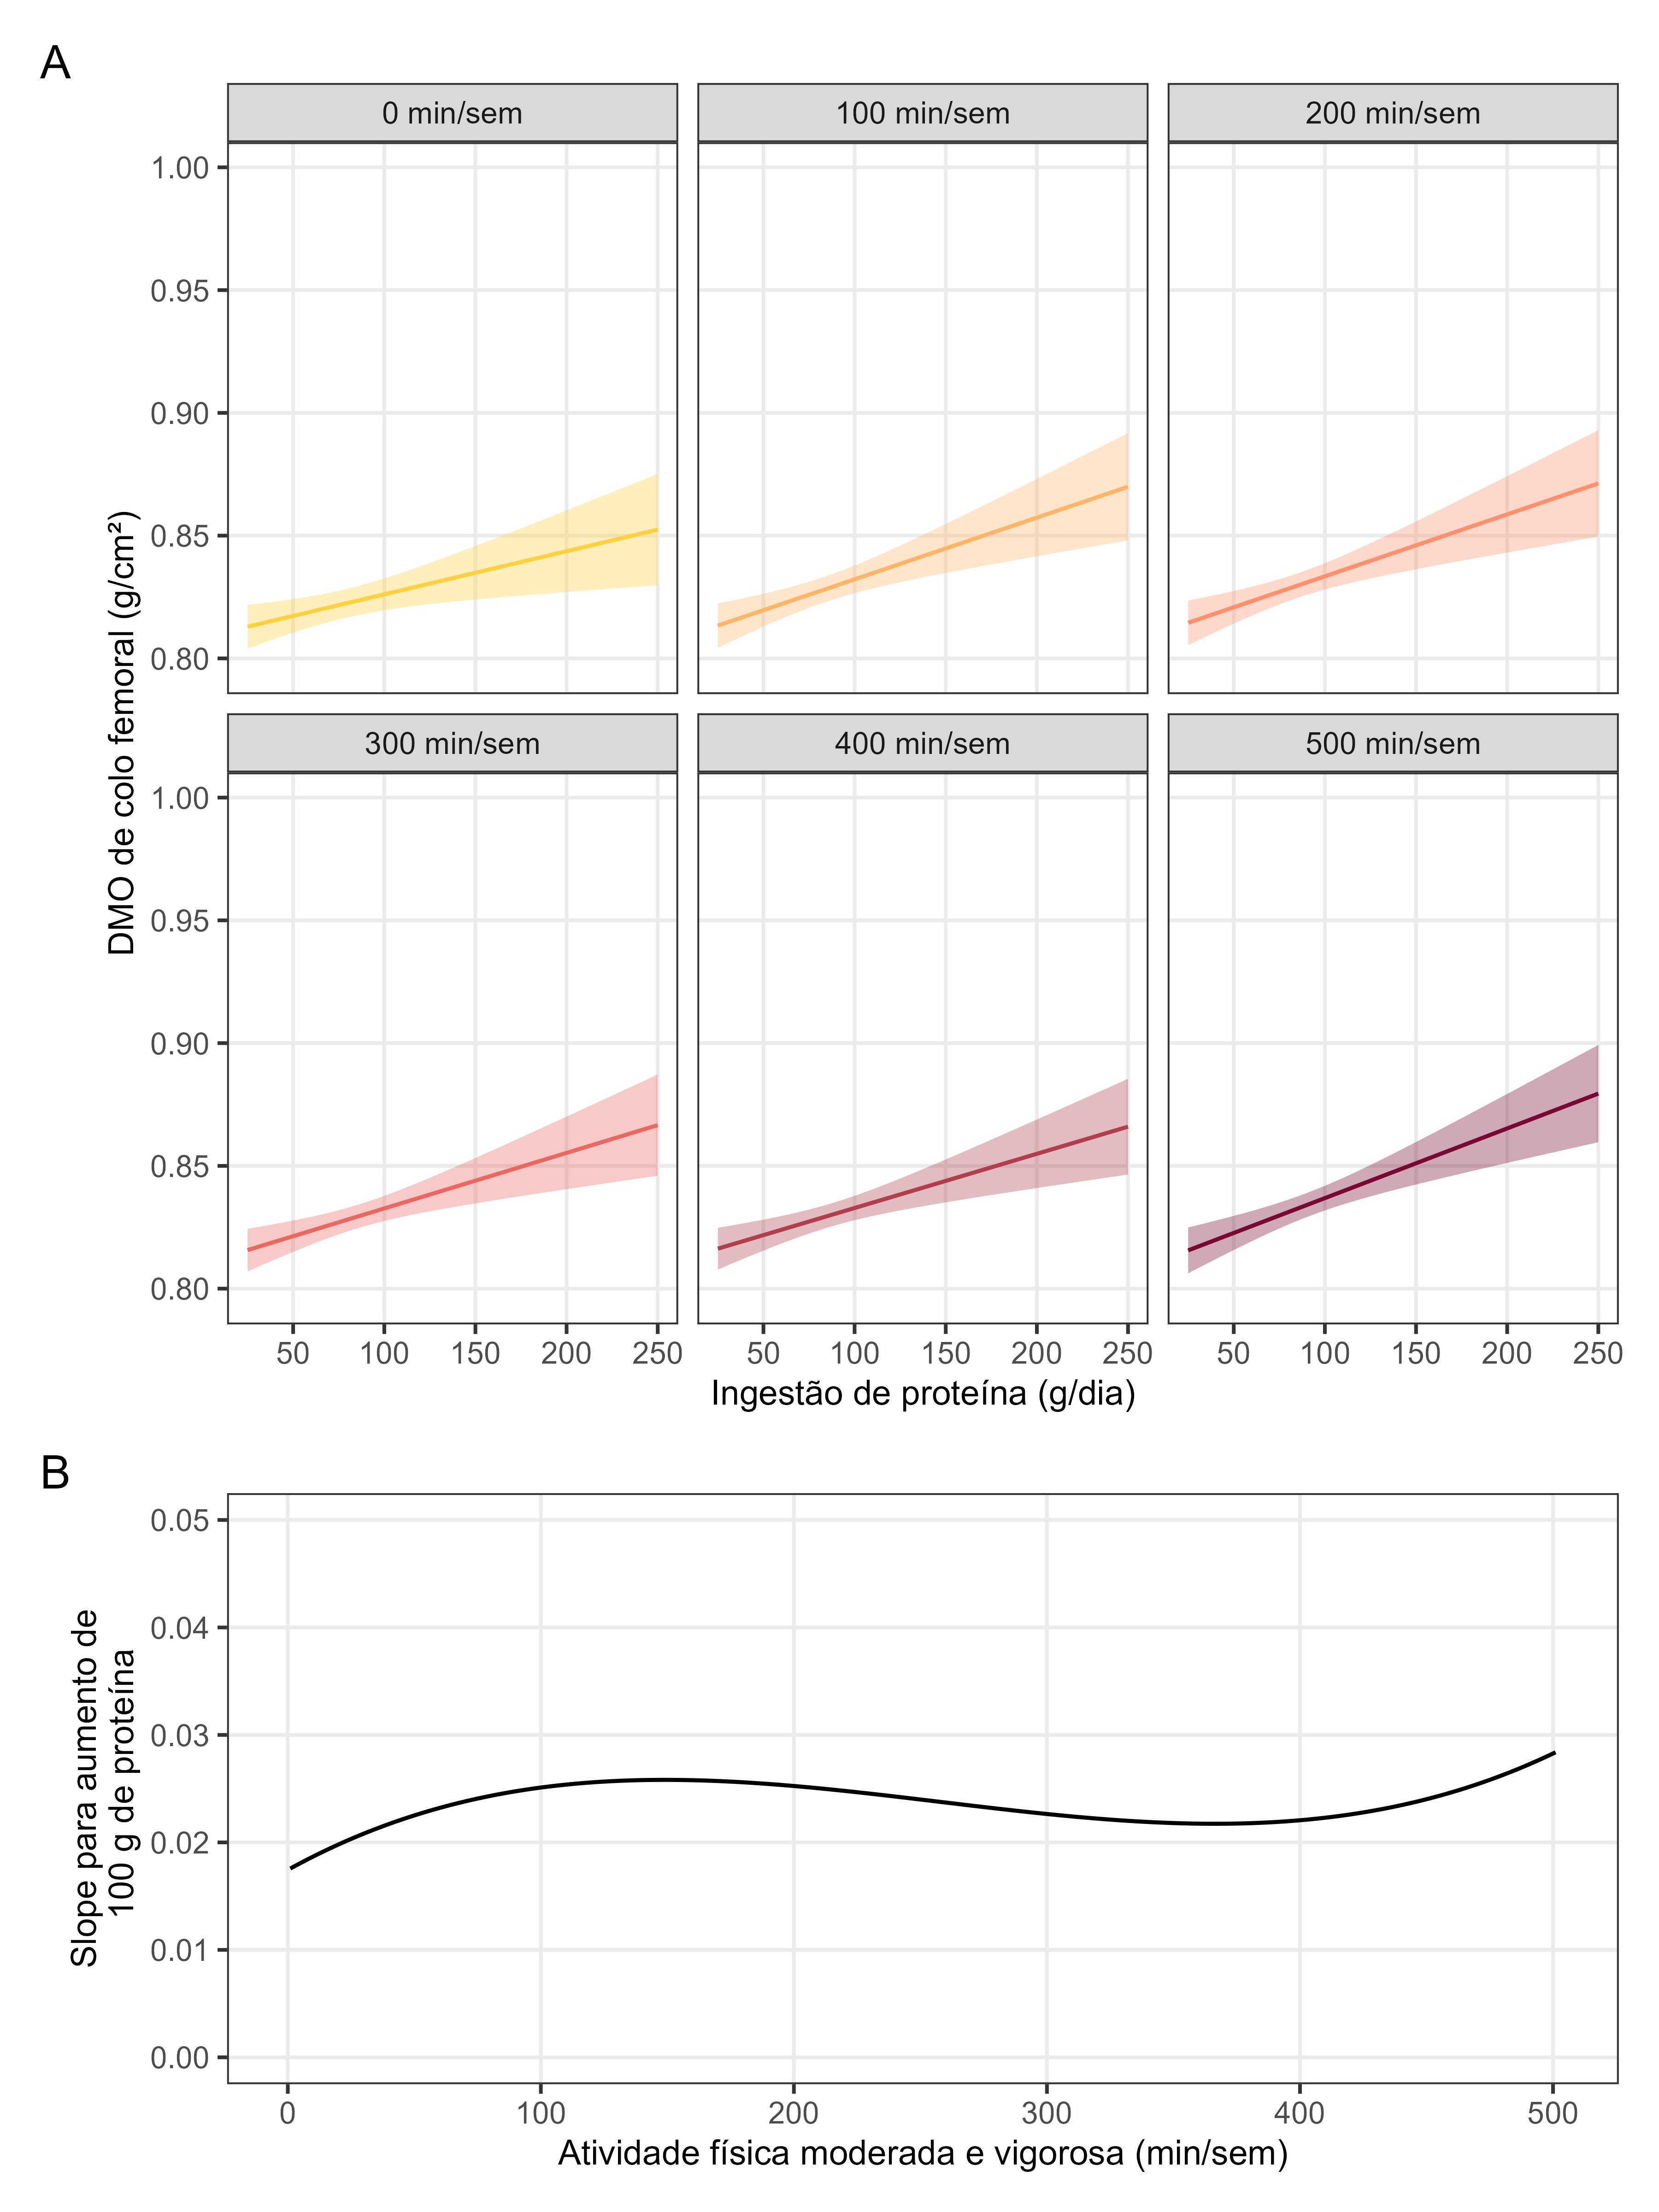 A
0 min/sem
100 min/sem
200 min/sem
1.00
0.95
0.90
0.85
0.80
300 min/sem
400 min/sem
500 min/sem
1.00
0.95
0.90
0.85
0.80
DMO de colo femoral (g/cm²)
50 100 150 200 250
50 100 150 200 250
50 100 150 200 250
Ingestão de proteína (g/dia)
B
Slope para aumento de
100 g de proteína
0.05
0.04
0.03
0.02
0.01
0.00
0 100 200 300 400 500
Atividade física moderada e vigorosa (min/sem)